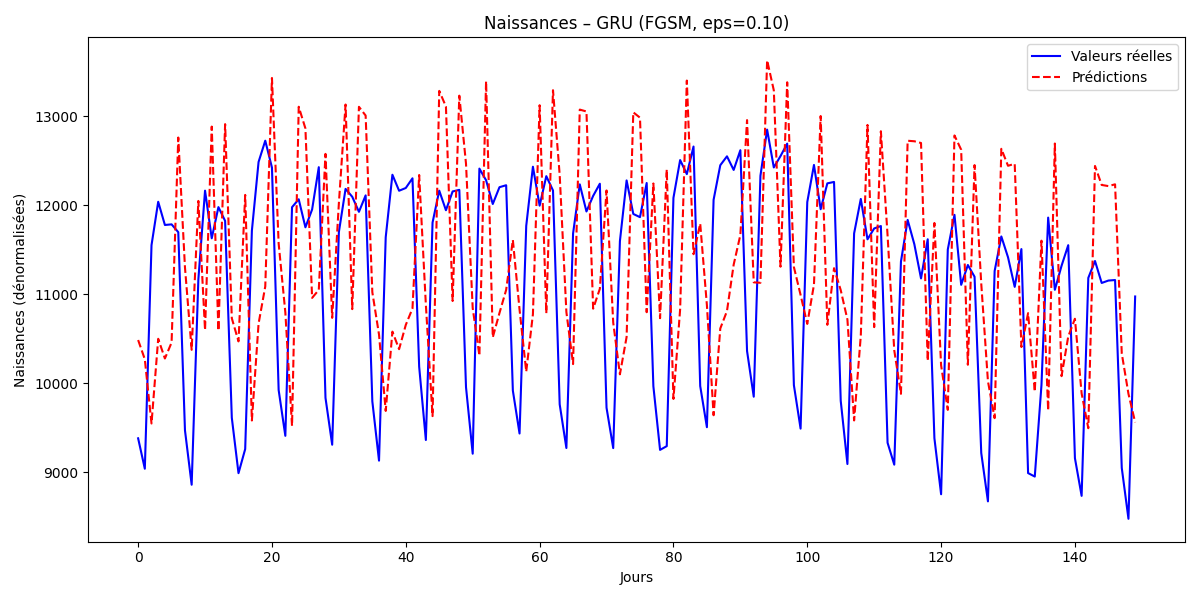 Naissances – GRU (FGSM, eps=0.10)
Valeurs réelles
Prédictions
Naissances (dénormalisées)
13000
12000
11000
10000
9000
0 20 40 60 80 100 120 140
Jours